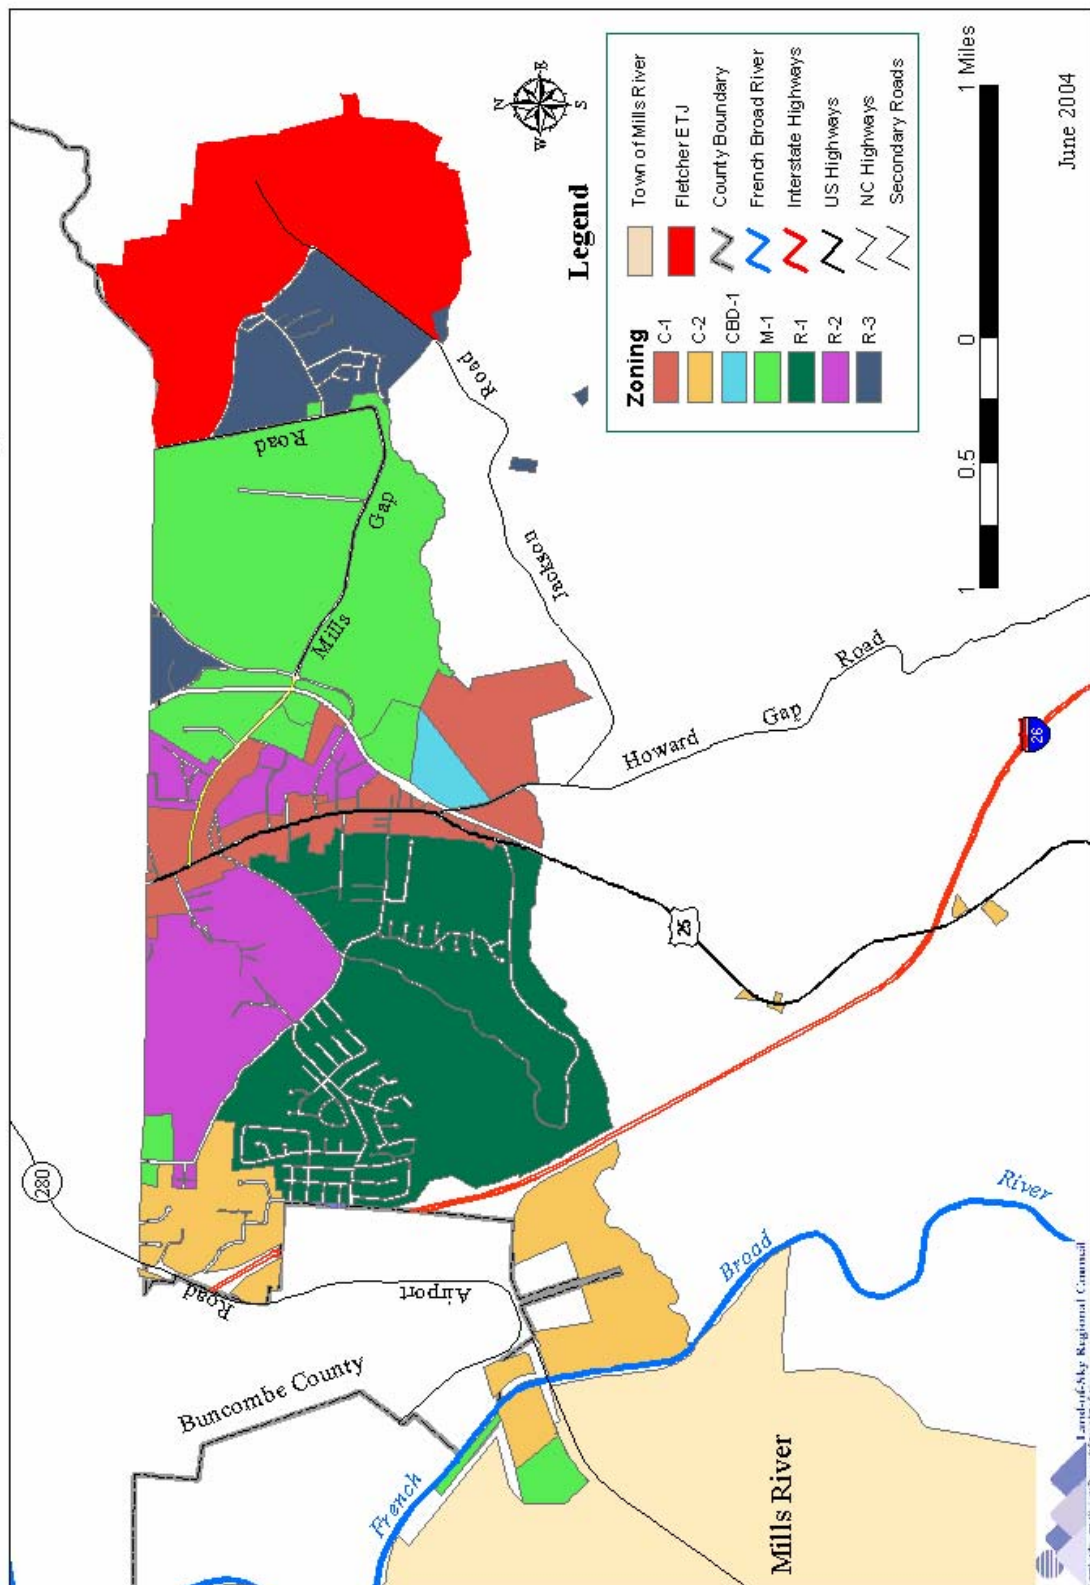 280
Buncombe County
Airport
Road
French
Broad
River
Mills River
Mills
Gap
Road
Jackson
Road
Howard
Gap
Road
25
26
N
E
S
W
Legend
Zoning
C-1
C-2
CBD-1
M-1
R-1
R-2
R-3
Town of Mills River
Fletcher ETJ
County Boundary
French Broad River
Interstate Highways
US Highways
NC Highways
Secondary Roads
1 0.5 0 1 Miles
June 2004
Land-of-Sky Regional Council